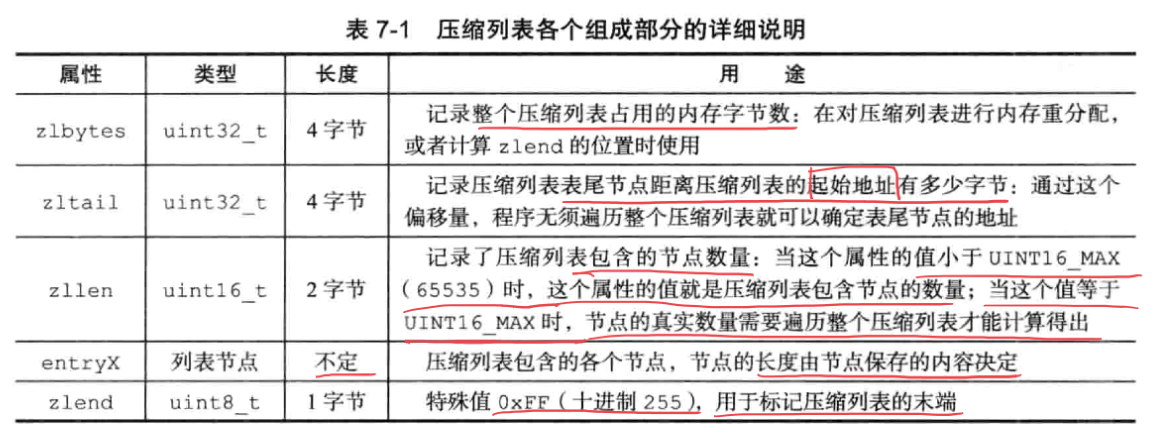 表 7-1 压缩列表各个组成部分的详细说明
属性 类型 长度 用 途
zlbytes uint32_t 4 字节 记录整个压缩列表占用的内存字节数：在对压缩列表进行内存重分配，
或者计算 zlend 的位置时使用
zltail uint32_t 4 字节 记录压缩列表表尾节点距离压缩列表的起始地址有多少字节：通过这个
偏移量，程序无须遍历整个压缩列表就可以确定表尾节点的地址
zllen uint16_t 2 字节 记录了压缩列表包含的节点数量：当这个属性的值小于 UINT16_MAX
（65535）时，这个属性的值就是压缩列表包含节点的数量；当这个值等于
UINT16_MAX 时，节点的真实数量需要遍历整个压缩列表才能计算得出
entryX 列表节点 不定 压缩列表包含的各个节点，节点的长度由节点保存的内容决定
zlend uint8_t 1 字节 特殊值 0xFF（十进制 255），用于标记压缩列表的末端